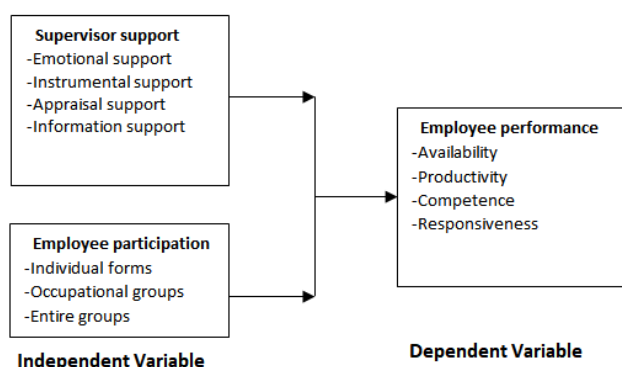 Supervisor support
-Emotional support
-Instrumental support
-Appraisal support
-Information support
Employee participation
-Individual forms
-Occupational groups
-Entire groups
Independent Variable
Employee performance
-Availability
-Productivity
-Competence
-Responsiveness
Dependent Variable